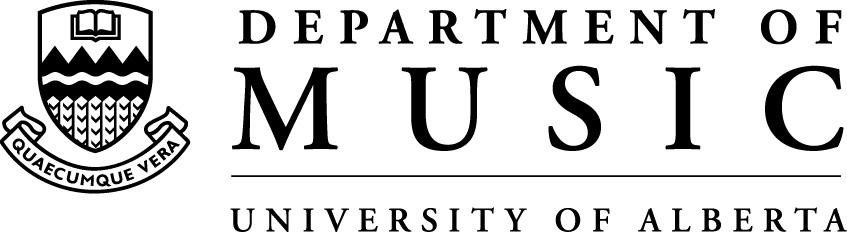 QUAECUMQUE VERA
DEPARTMENT OF
MUSIC
UNIVERSITY OF ALBERTA